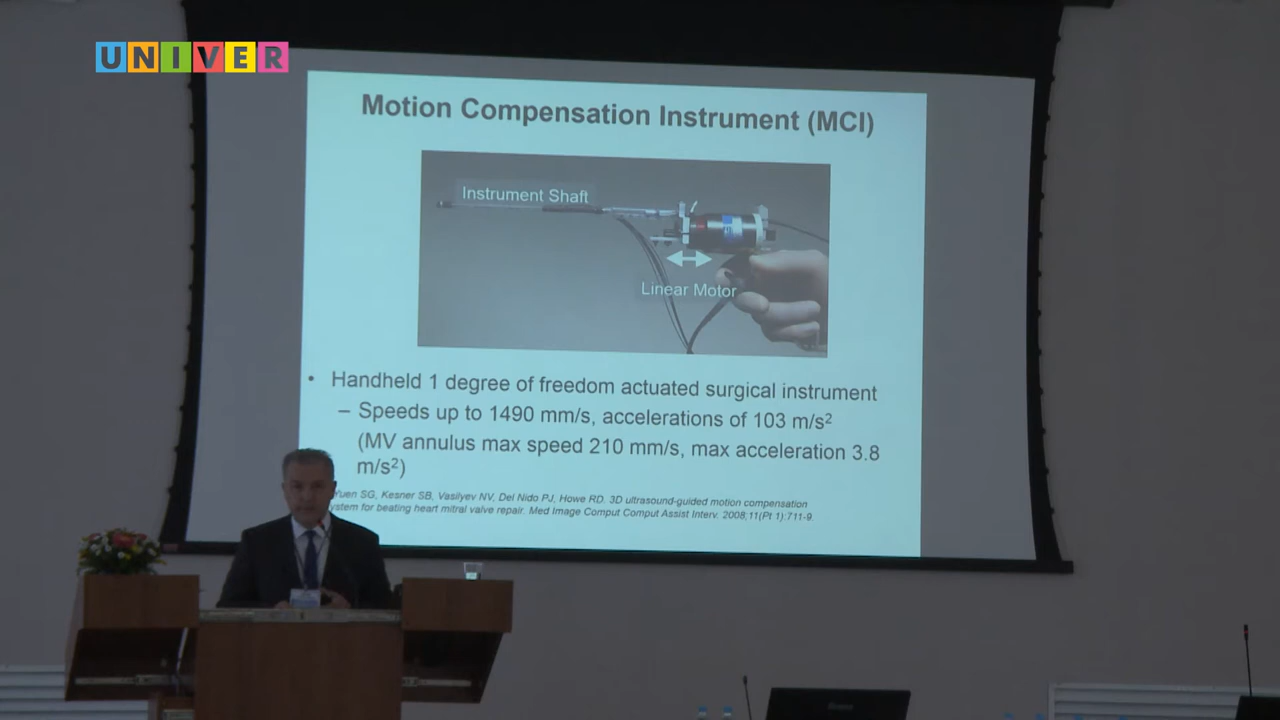 UNIVER
Motion Compensation Instrument (MCI)
Instrument Shaft
Linear Motor
• Handheld 1 degree of freedom actuated surgical instrument
– Speeds up to 1490 mm/s, accelerations of 103 m/s²
(MV annulus max speed 210 mm/s, max acceleration 3.8
m/s²)
Yuen SG, Kesner SB, Vasilyev NV, Del Nido PJ, Howe RD. 3D ultrasound-guided motion compensation
ystem for beating heart mitral valve repair. Med Image Comput Comput Assist Interv. 2008;11(Pt 1):711-9.